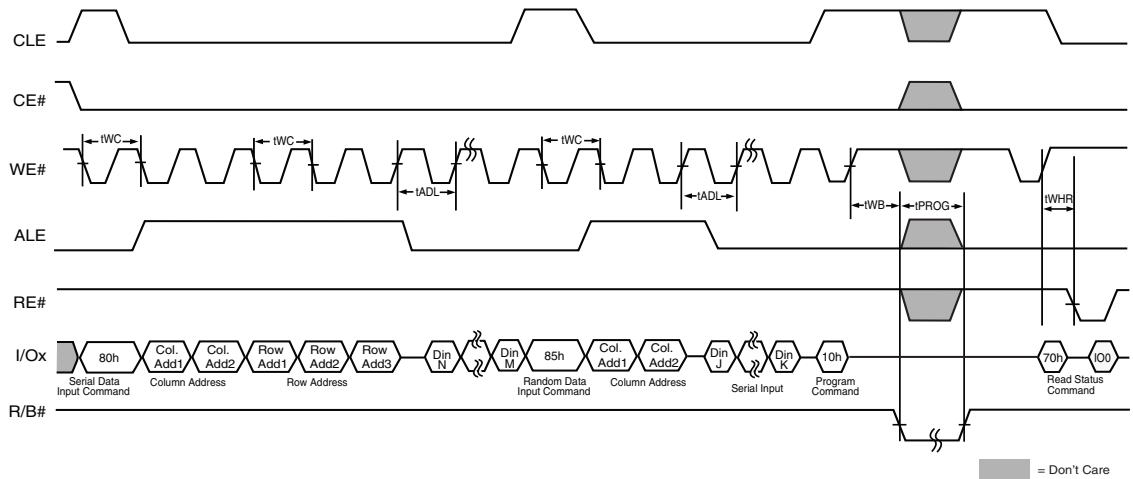 CLE
CE#
tWC
tWC
tWC
WE#
tADL
tADL
tWB
tPROG
tWHR
ALE
RE#
I/Ox
80h
Col. Add1
Col. Add2
Row Add1
Row Add2
Row Add3
Din N
Din M
85h
Col. Add1
Col. Add2
Din J
Din K
10h
70h
IO0
Serial Data
Input Command
Column Address
Row Address
Random Data
Input Command
Column Address
Serial Input
Program
Command
Read Status
Command
R/B#
= Don't Care